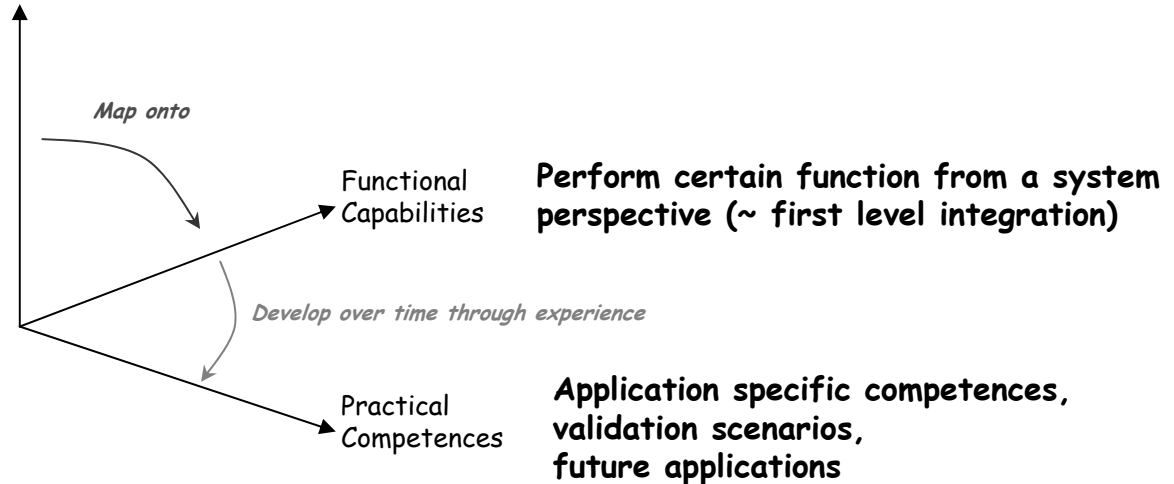 Map onto
Functional
Capabilities
Perform certain function from a system
perspective (~ first level integration)
Develop over time through experience
Practical
Competences
Application specific competences,
validation scenarios,
future applications